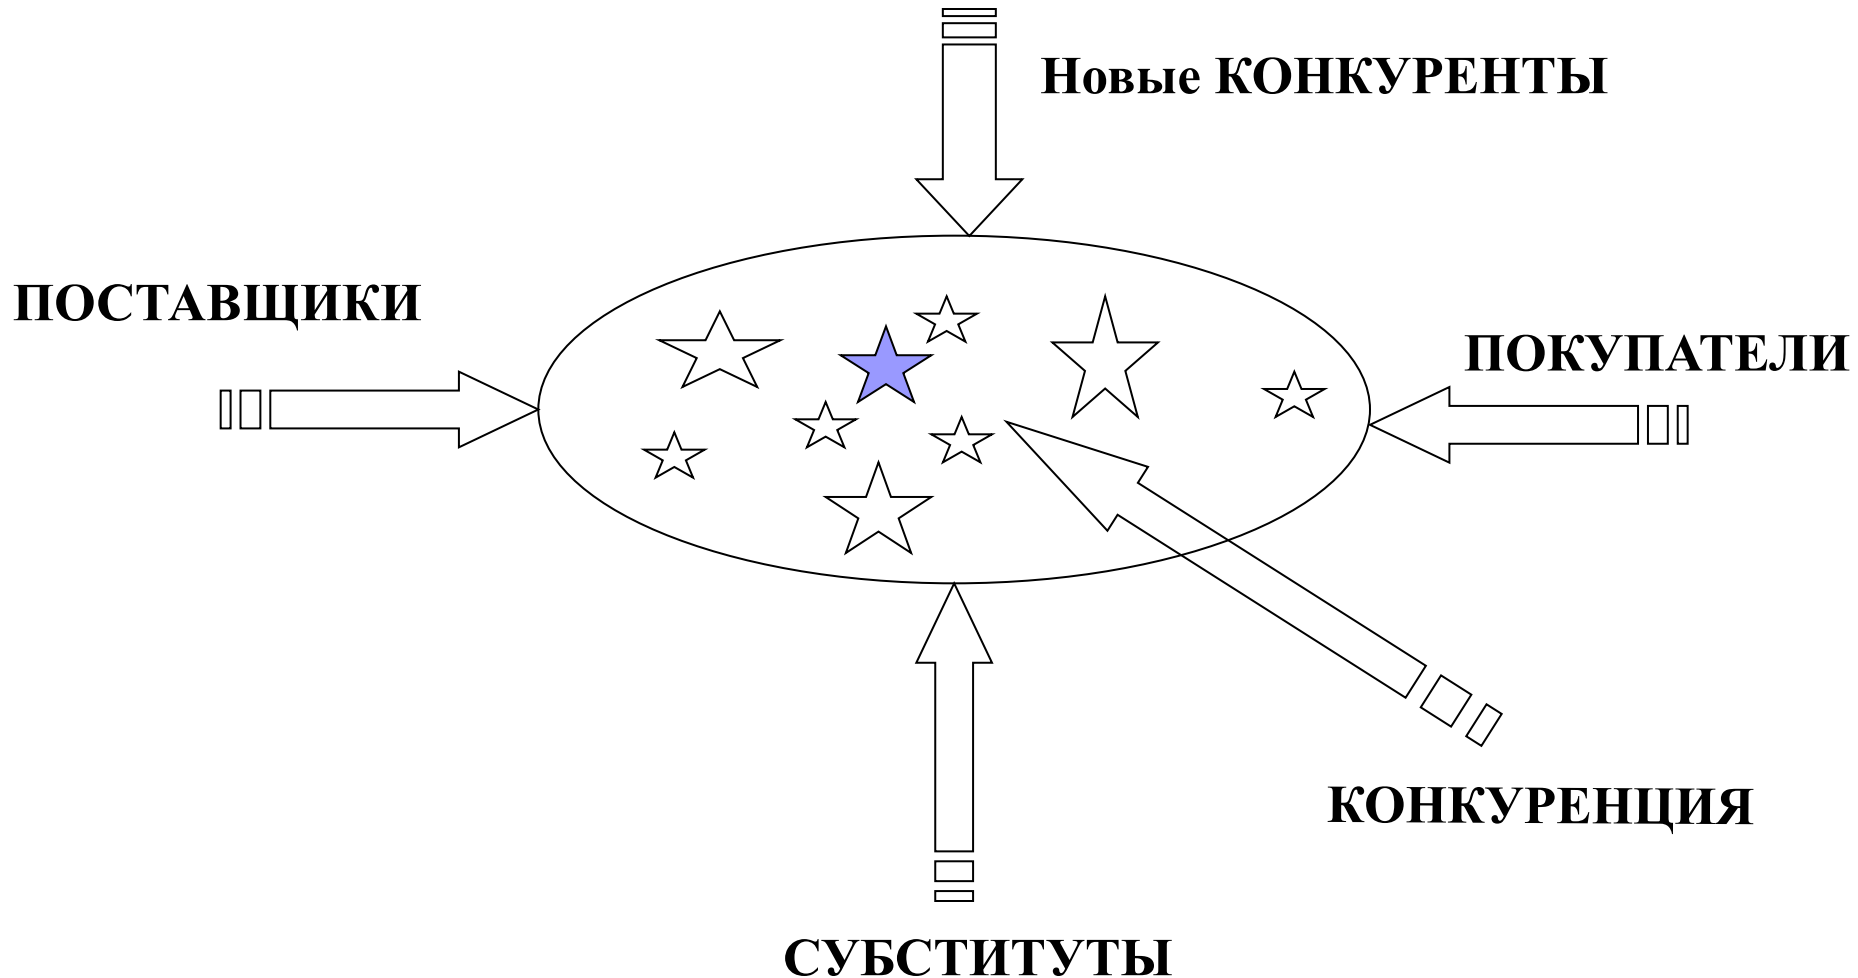 Новые КОНКУРЕНТЫ
ПОСТАВЩИКИ
ПОКУПАТЕЛИ
КОНКУРЕНЦИЯ
СУБСТИТУТЫ